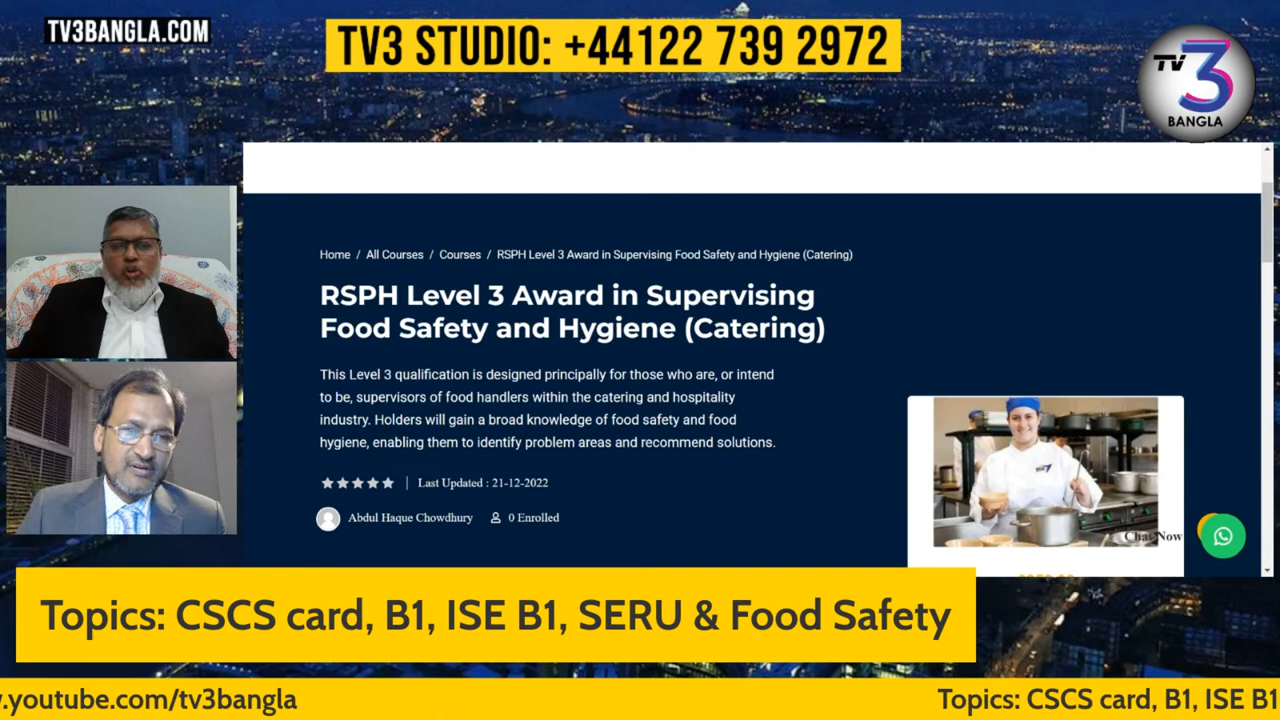 TV3BANGLA.COM
TV3 STUDIO: +44122 739 2972
TV 3
BANGLA
Home / All Courses / Courses / RSPH Level 3 Award in Supervising Food Safety and Hygiene (Catering)
RSPH Level 3 Award in Supervising
Food Safety and Hygiene (Catering)
This Level 3 qualification is designed principally for those who are, or intend
to be, supervisors of food handlers within the catering and hospitality
industry. Holders will gain a broad knowledge of food safety and food
hygiene, enabling them to identify problem areas and recommend solutions.
Last Updated : 21-12-2022
Abdul Haque Chowdhury 0 Enrolled
Chat Now
Topics: CSCS card, B1, ISE B1, SERU & Food Safety
.youtube.com/tv3bangla
Topics: CSCS card, B1, ISE B1